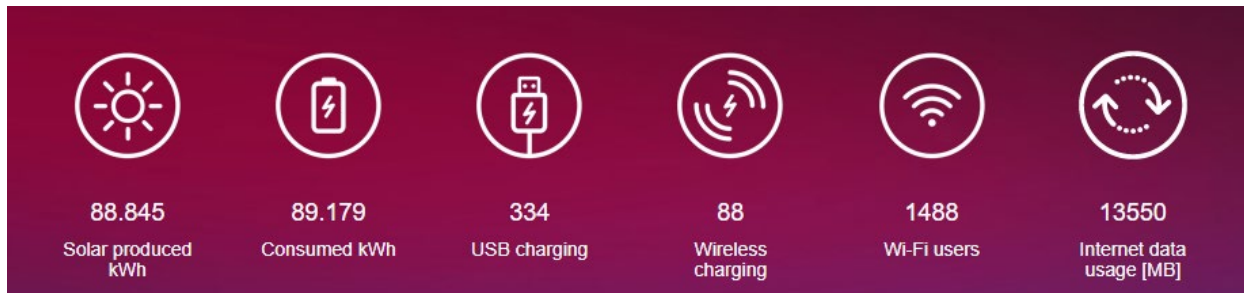 88.845
Solar produced
kWh
89.179
Consumed kWh
334
USB charging
88
Wireless
charging
1488
Wi-Fi users
13550
Internet data
usage [MB]